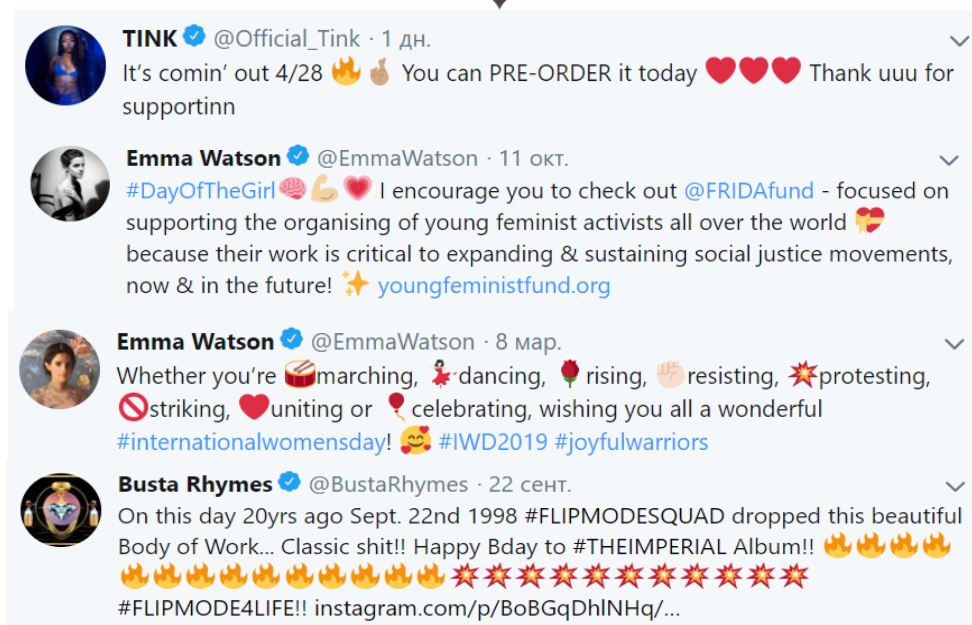 TINK @Official_Tink · 1 дн.
It's comin' out 4/28 🔥🤞🏽 You can PRE-ORDER it today ❤️❤️❤️ Thank uuu for
supportinn
Emma Watson @EmmaWatson · 11 окт.
#DayOfTheGirl🧠💪🏼💗 I encourage you to check out @FRIDAfund - focused on
supporting the organising of young feminist activists all over the world 💝
because their work is critical to expanding & sustaining social justice movements,
now & in the future! ✨ youngfeministfund.org
Emma Watson @EmmaWatson · 8 мар.
Whether you're 🥁marching, 💃🏻dancing, 🌹rising, ✊🏻resisting, 💥protesting,
🚫striking, ❤️uniting or 🎈celebrating, wishing you all a wonderful
#internationalwomensday! 🥰 #IWD2019 #joyfulwarriors
Busta Rhymes @BustaRhymes · 22 сент.
On this day 20yrs ago Sept. 22nd 1998 #FLIPMODESQUAD dropped this beautiful
Body of Work... Classic shit!! Happy Bday to #THEIMPERIAL Album!! 🔥🔥🔥🔥
🔥🔥🔥🔥🔥🔥🔥🔥🔥🔥💥💥💥💥💥💥💥💥💥💥💥
#FLIPMODE4LIFE!! instagram.com/p/BoBGqDhlNHq/...